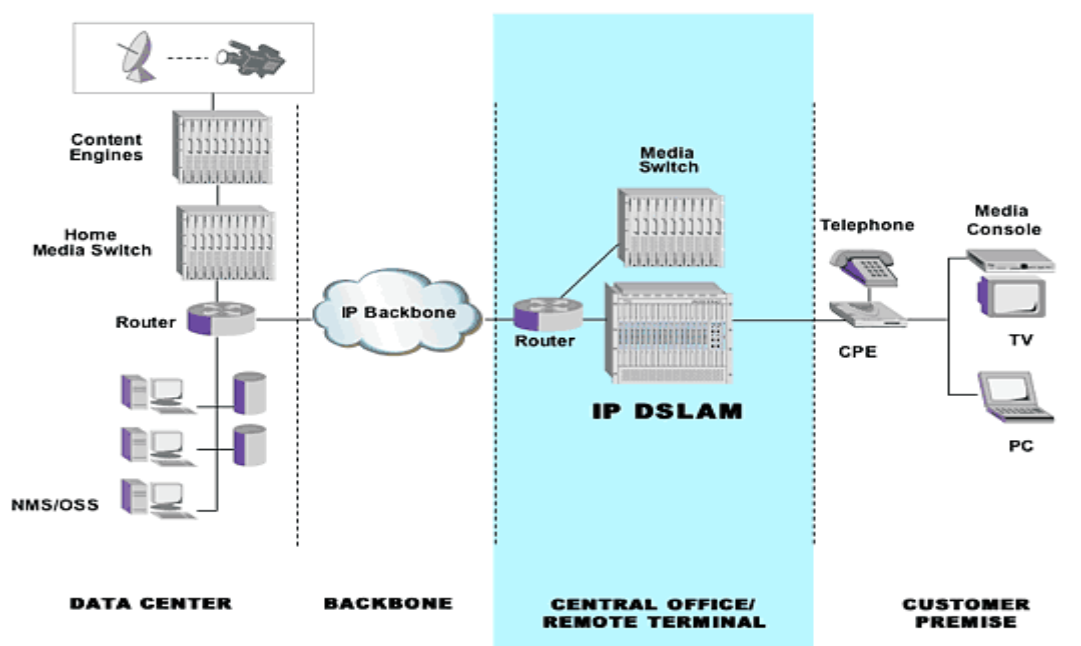 Content
Engines
Home
Media Switch
Router
NMS/OSS
IP Backbone
Media
Switch
Router
IP DSLAM
Telephone
CPE
Media
Console
TV
PC
DATA CENTER
BACKBONE
CENTRAL OFFICE/
REMOTE TERMINAL
CUSTOMER
PREMISE